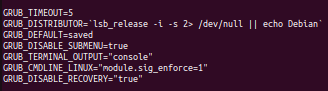 GRUB_TIMEOUT=5
GRUB_DISTRIBUTOR=`lsb_release -i -s 2> /dev/null || echo Debian`
GRUB_DEFAULT=saved
GRUB_DISABLE_SUBMENU=true
GRUB_TERMINAL_OUTPUT="console"
GRUB_CMDLINE_LINUX="module.sig_enforce=1"
GRUB_DISABLE_RECOVERY="true"